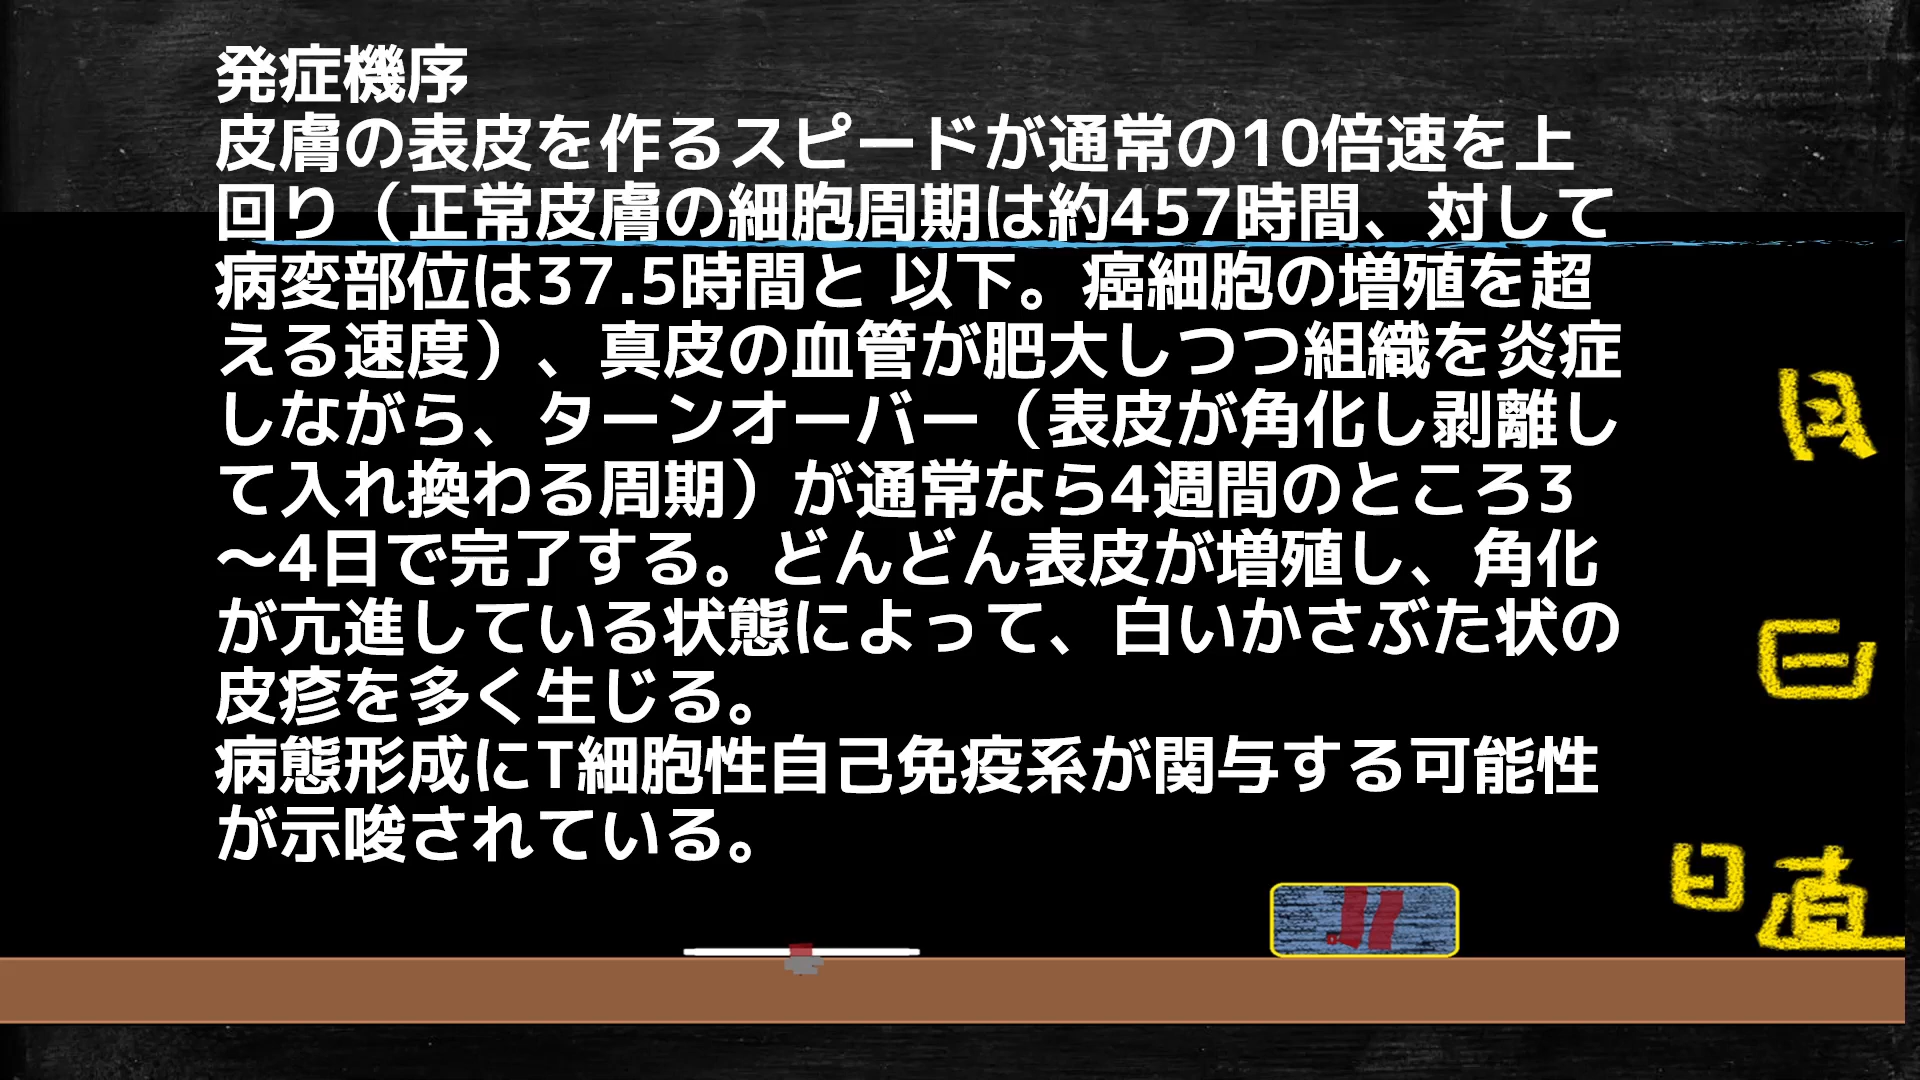 発症機序
皮膚の表皮を作るスピードが通常の10倍速を上
回り（正常皮膚の細胞周期は約457時間、対して
病変部位は37.5時間と 以下。癌細胞の増殖を超
える速度）、真皮の血管が肥大しつつ組織を炎症
しながら、ターンオーバー（表皮が角化し剥離し
て入れ換わる周期）が通常なら4週間のところ3
～4日で完了する。どんどん表皮が増殖し、角化
が亢進している状態によって、白いかさぶた状の
皮疹を多く生じる。
病態形成にT細胞性自己免疫系が関与する可能性
が示唆されている。
日直